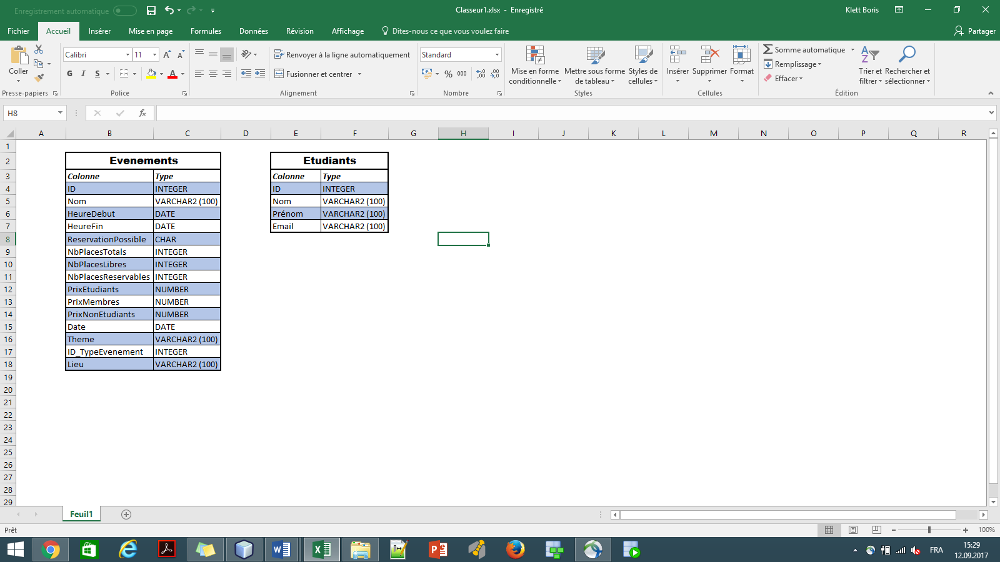 Enregistrement automatique
Classeur1.xlsx - Enregistré
Klett Boris
Fichier Accueil Insérer Mise en page Formules Données Révision Affichage Dites-nous ce que vous voulez faire Partager
Coller
Presse-papiers
Calibri 11
G I S A
Police
Renvoyer à la ligne automatiquement
Fusionner et centrer
Alignement
Standard
% 000
Nombre
Mise en forme conditionnelle
Mettre sous forme de tableau
Styles de cellules
Styles
Insérer Supprimer Format
Cellules
Somme automatique
Remplissage
Effacer
Trier et filtrer
Rechercher et sélectionner
Édition
H8 fx
A B C D E F G H I J K L M N O P Q R
1
2 Evenements Etudiants
3 Colonne Type Colonne Type
4 ID INTEGER ID INTEGER
5 Nom VARCHAR2 (100) Nom VARCHAR2 (100)
6 HeureDebut DATE Prénom VARCHAR2 (100)
7 HeureFin DATE Email VARCHAR2 (100)
8 ReservationPossible CHAR
9 NbPlacesTotals INTEGER
10 NbPlacesLibres INTEGER
11 NbPlacesReservables INTEGER
12 PrixEtudiants NUMBER
13 PrixMembres NUMBER
14 PrixNonEtudiants NUMBER
15 Date DATE
16 Theme VARCHAR2 (100)
17 ID_TypeEvenement INTEGER
18 Lieu VARCHAR2 (100)
19
20
21
22
23
24
25
26
27
28
29
Feuil1
Prêt
100%
FRA
15:29
12.09.2017